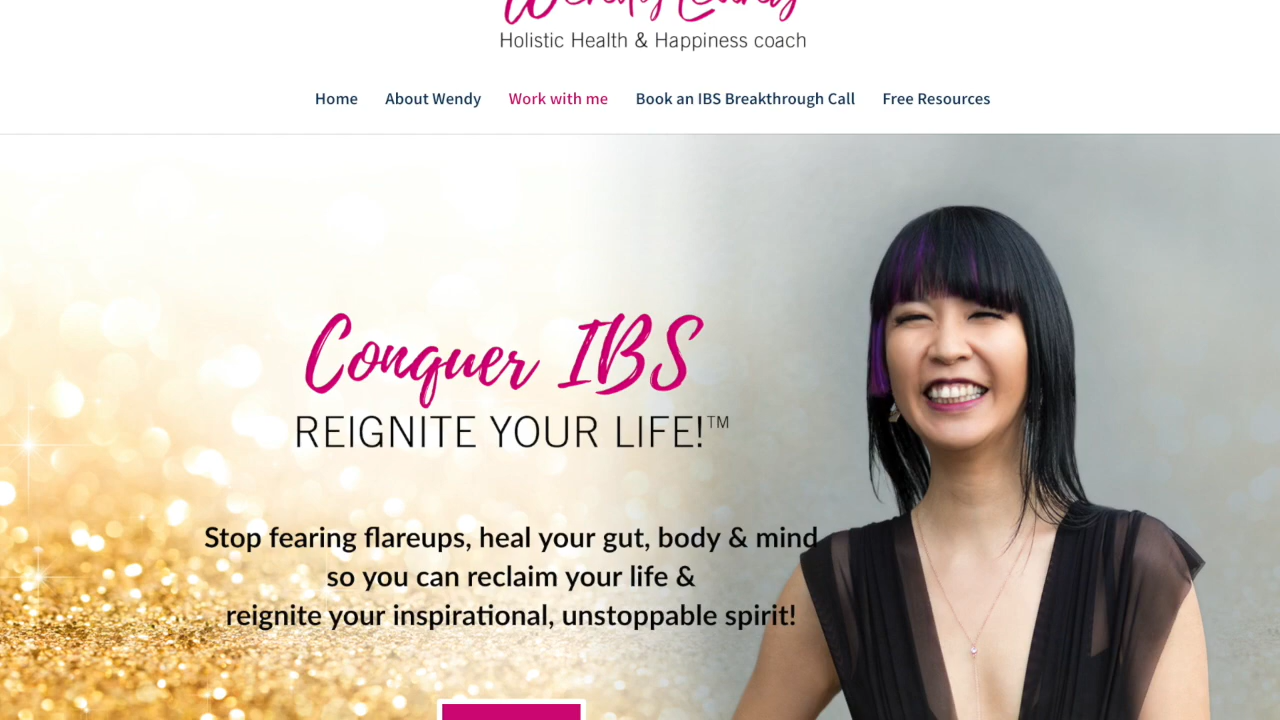 Wendy
Holistic Health & Happiness coach
Home About Wendy Work with me Book an IBS Breakthrough Call Free Resources
Conquer IBS
REIGNITE YOUR LIFE!™
Stop fearing flareups, heal your gut, body & mind
so you can reclaim your life &
reignite your inspirational, unstoppable spirit!